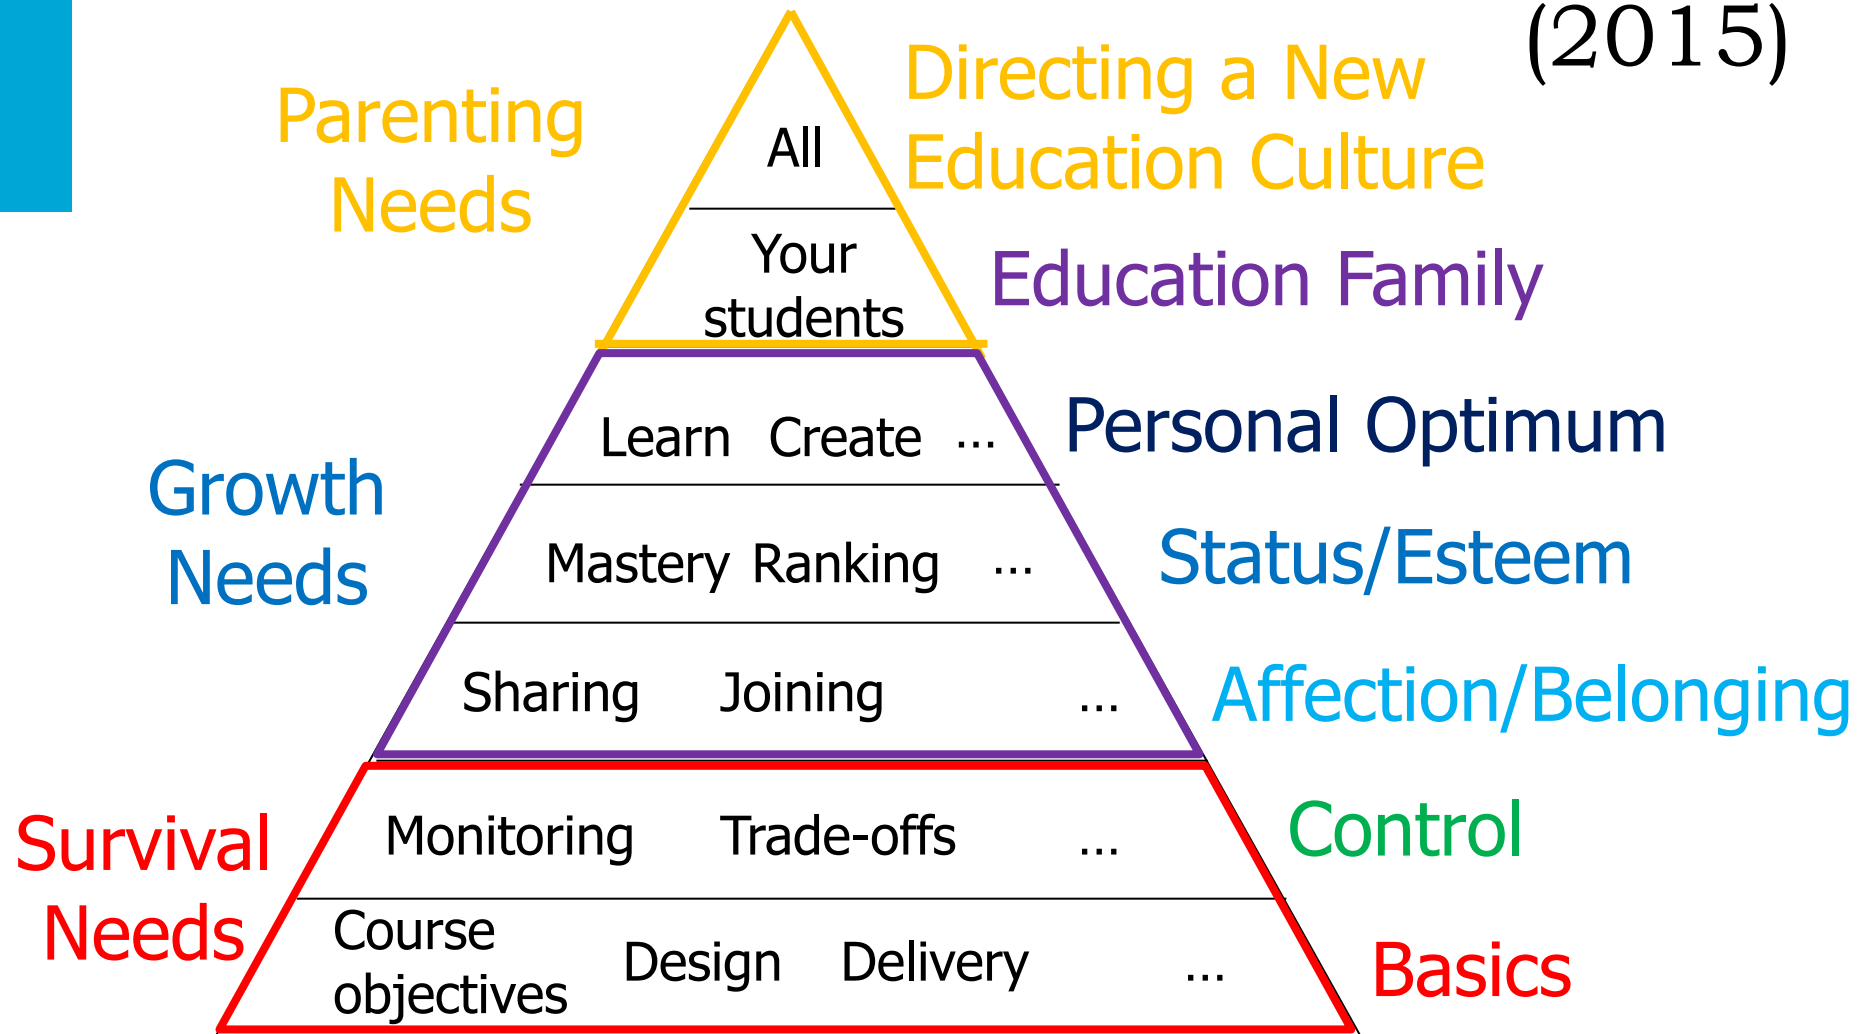 (2015)
Parenting
Needs
All
Directing a New
Education Culture
Your
students
Education Family
Growth
Needs
Learn Create ...
Personal Optimum
Mastery Ranking ...
Status/Esteem
Sharing Joining ...
Affection/Belonging
Survival
Needs
Monitoring Trade-offs ...
Control
Course
objectives
Design Delivery ...
Basics